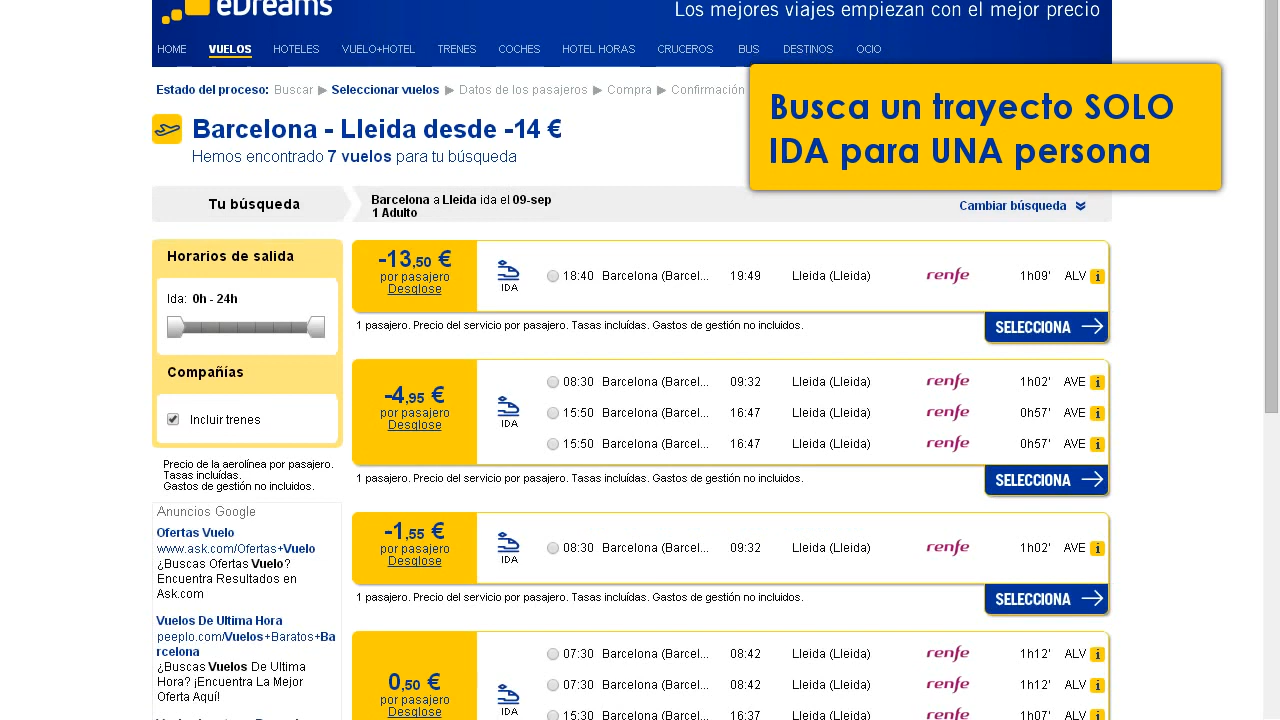 eDreams
Los mejores viajes empiezan con el mejor precio
HOME VUELOS HOTELES VUELO+HOTEL TRENES COCHES HOTEL HORAS CRUCEROS BUS DESTINOS OCIO
Estado del proceso: Buscar Seleccionar vuelos Datos de los pasajeros Compra Confirmación
Busca un trayecto SOLO
IDA para UNA persona
Barcelona - Lleida desde -14 €
Hemos encontrado 7 vuelos para tu búsqueda
Tu búsqueda
Barcelona a Lleida ida el 09-sep
1 Adulto
Cambiar búsqueda
Horarios de salida
Ida: 0h - 24h
Compañías
Incluir trenes
Precio de la aerolínea por pasajero.
Tasas incluídas.
Gastos de gestión no incluidos.
Anuncios Google
Ofertas Vuelo
www.ask.com/Ofertas+Vuelo
¿Buscas Ofertas Vuelo?
Encuentra Resultados en
Ask.com
Vuelos De Ultima Hora
peeplo.com/Vuelos+Baratos+Ba
rcelona
¿Buscas Vuelos De Ultima
Hora? ¡Encuentra La Mejor
Oferta Aquí!
-13,50 €
por pasajero
Desglose
IDA
18:40 Barcelona (Barcel... 19:49 Lleida (Lleida) renfe 1h09' ALV i
1 pasajero. Precio del servicio por pasajero. Tasas incluídas. Gastos de gestión no incluidos.
SELECCIONA
-4,95 €
por pasajero
Desglose
IDA
08:30 Barcelona (Barcel... 09:32 Lleida (Lleida) renfe 1h02' AVE i
15:50 Barcelona (Barcel... 16:47 Lleida (Lleida) renfe 0h57' AVE i
15:50 Barcelona (Barcel... 16:47 Lleida (Lleida) renfe 0h57' AVE i
1 pasajero. Precio del servicio por pasajero. Tasas incluídas. Gastos de gestión no incluidos.
SELECCIONA
-1,55 €
por pasajero
Desglose
IDA
08:30 Barcelona (Barcel... 09:32 Lleida (Lleida) renfe 1h02' AVE i
1 pasajero. Precio del servicio por pasajero. Tasas incluídas. Gastos de gestión no incluidos.
SELECCIONA
0,50 €
por pasajero
Desglose
IDA
07:30 Barcelona (Barcel... 08:42 Lleida (Lleida) renfe 1h12' ALV i
07:30 Barcelona (Barcel... 08:42 Lleida (Lleida) renfe 1h12' ALV i
15:30 Barcelona (Barcel... 16:37 Lleida (Lleida) renfe 1h07' ALV i